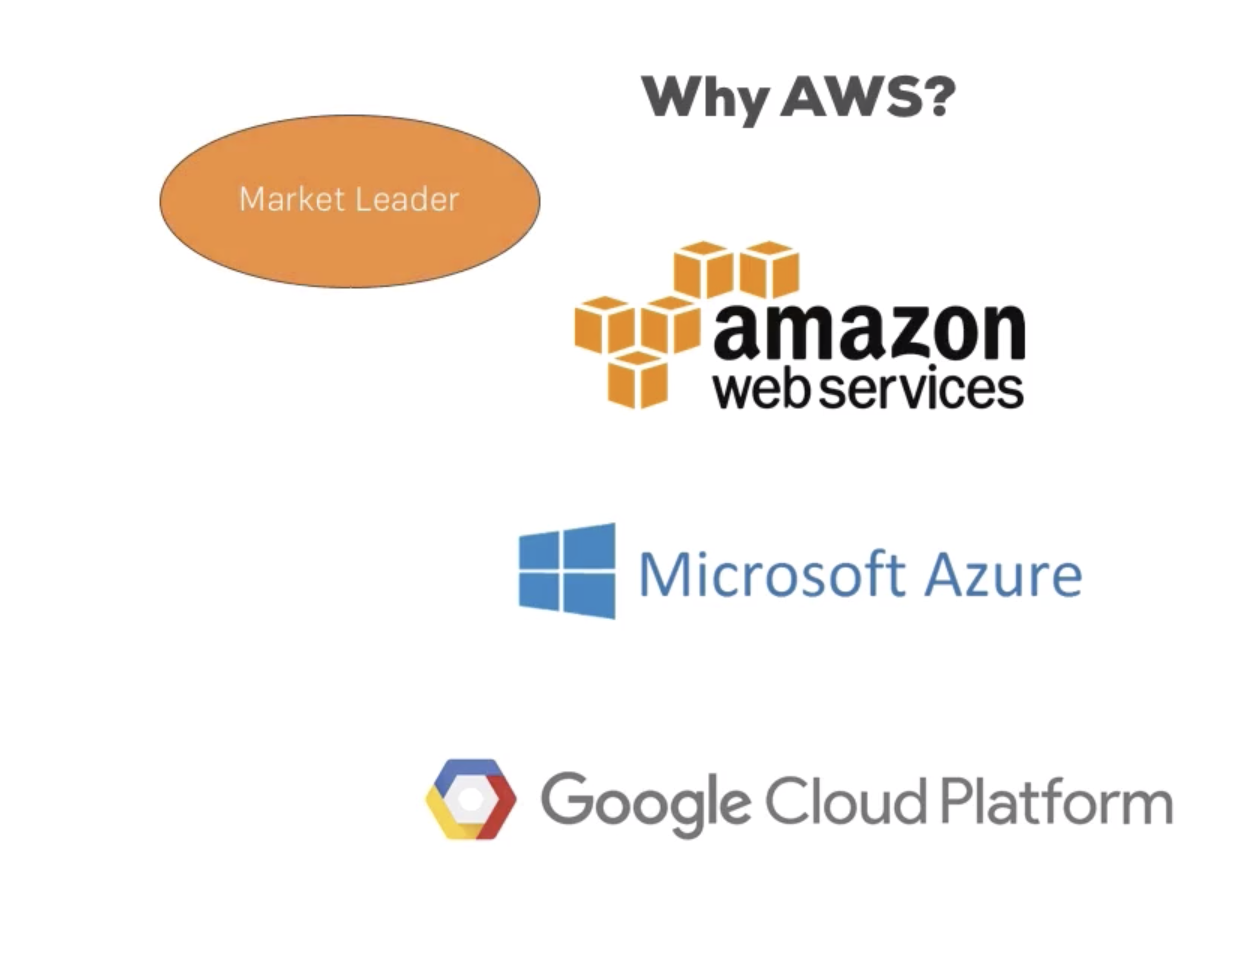 Why AWS?
Market Leader
amazon
web services
Microsoft Azure
Google Cloud Platform